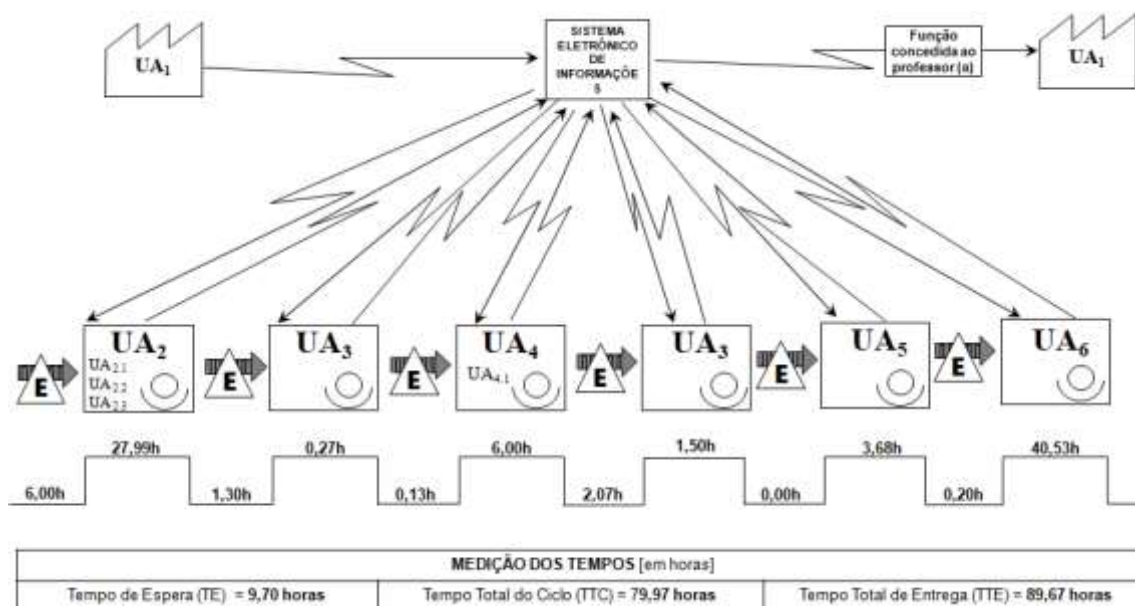 UA1
SISTEMA
ELETRÔNICO
DE
INFORMAÇÕE
S
Função
concedida ao
professor (a)
UA1
E
UA2
UA2.1
UA2.2
UA2.3
E
UA3
E
UA4
UA4.1
E
UA3
E
UA5
E
UA6
27,99h
0,27h
6,00h
1,50h
3,68h
40,53h
6,00h
1,30h
0,13h
2,07h
0,00h
0,20h
MEDIÇÃO DOS TEMPOS [em horas]
Tempo de Espera (TE) = 9,70 horas
Tempo Total do Ciclo (TTC) = 79,97 horas
Tempo Total de Entrega (TTE) = 89,67 horas